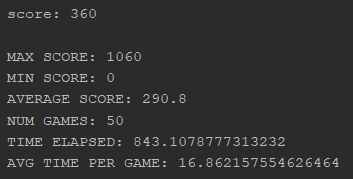 score: 360
MAX SCORE: 1060
MIN SCORE: 0
AVERAGE SCORE: 290.8
NUM GAMES: 50
TIME ELAPSED: 843.1078777313232
AVG TIME PER GAME: 16.862157554626464